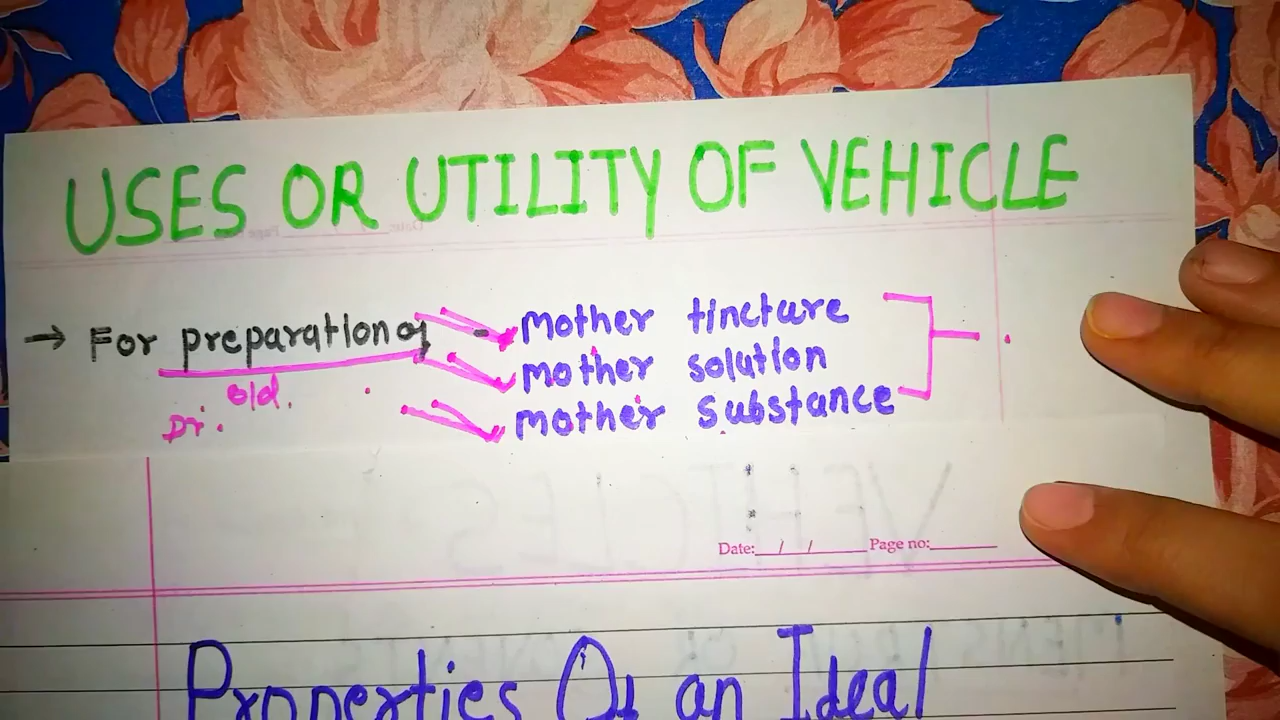 USES OR UTILITY OF VEHICLE
→ For preparation of - mother tincture
mother solution
mother substance
old.
Dr.
VEHICLES
Date: / / Page no:
Properties Of an Ideal